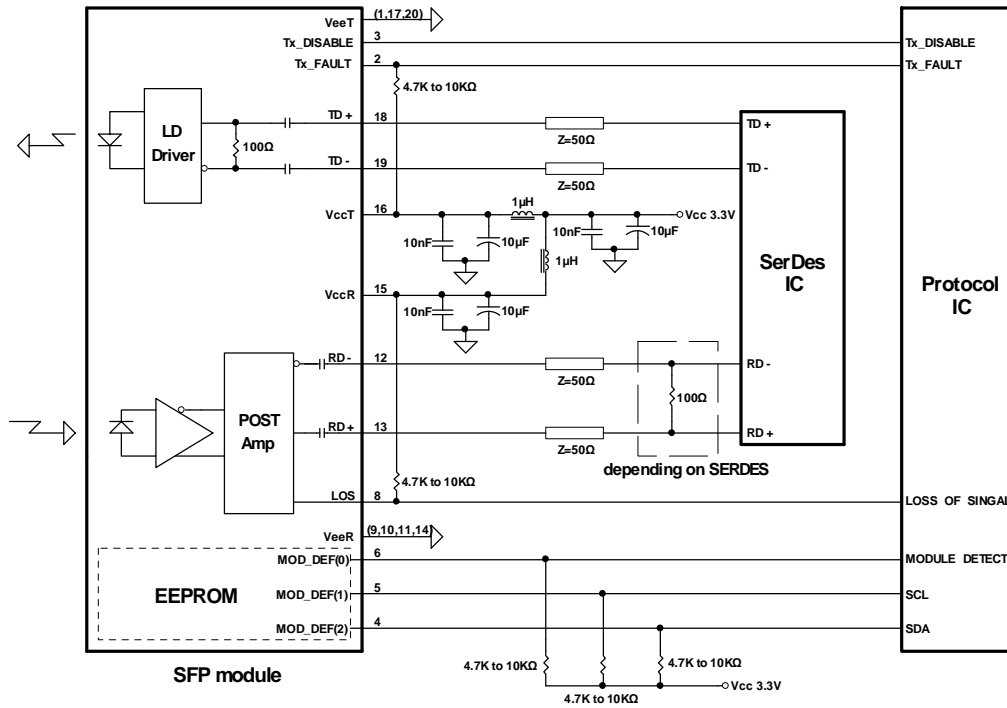 VeeT (1,17,20)
Tx_DISABLE 3 Tx_DISABLE
Tx_FAULT 2 Tx_FAULT
4.7K to 10KΩ
LD
Driver
100Ω
TD+ 18 TD+
Z=50Ω
TD- 19 TD-
Z=50Ω
1µH
VccT 16 Vcc 3.3V
10nF 10µF 10nF 10µF
1µH
SerDes
IC
Protocol
IC
VccR 15
10nF 10µF
RD- 12 RD-
Z=50Ω
100Ω
POST
Amp
RD+ 13 RD+
Z=50Ω
depending on SERDES
4.7K to 10KΩ
LOS 8 LOSS OF SINGAL
VeeR (9,10,11,14)
MOD_DEF(0) 6 MODULE DETECT
EEPROM
MOD_DEF(1) 5 SCL
MOD_DEF(2) 4 SDA
4.7K to 10KΩ 4.7K to 10KΩ
4.7K to 10KΩ
Vcc 3.3V
SFP module